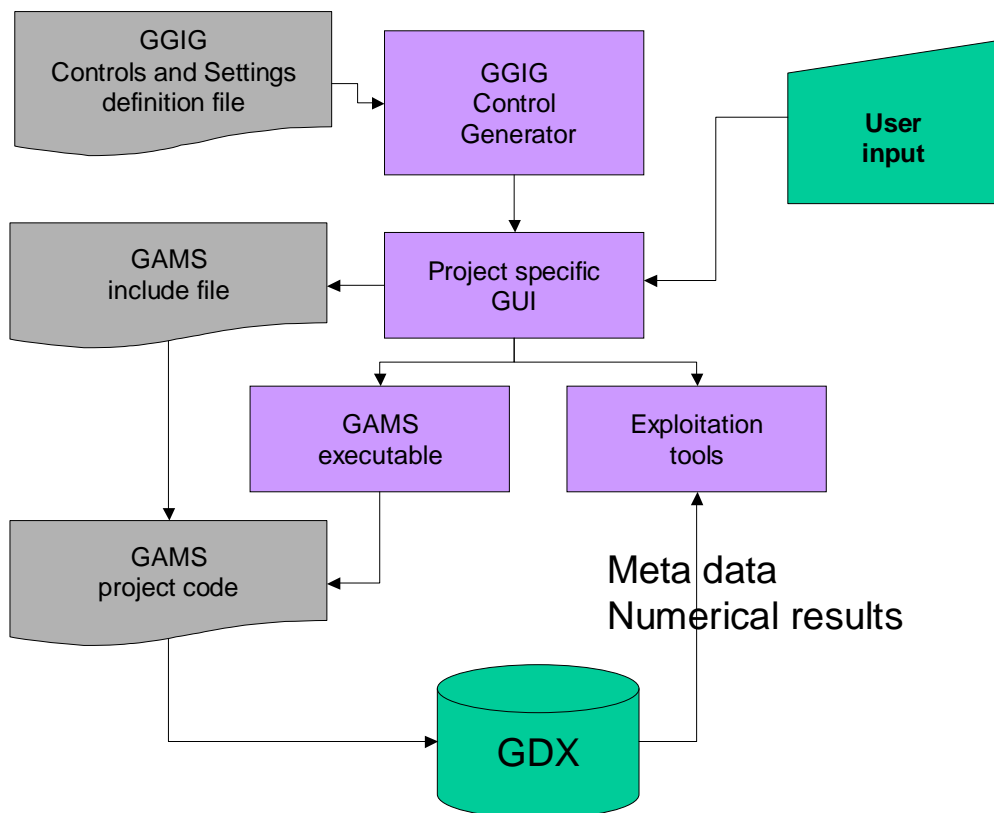 GGIG
Controls and Settings
definition file
GGIG
Control
Generator
User
input
GAMS
include file
Project specific
GUI
GAMS
executable
Exploitation
tools
GAMS
project code
Meta data
Numerical results
GDX